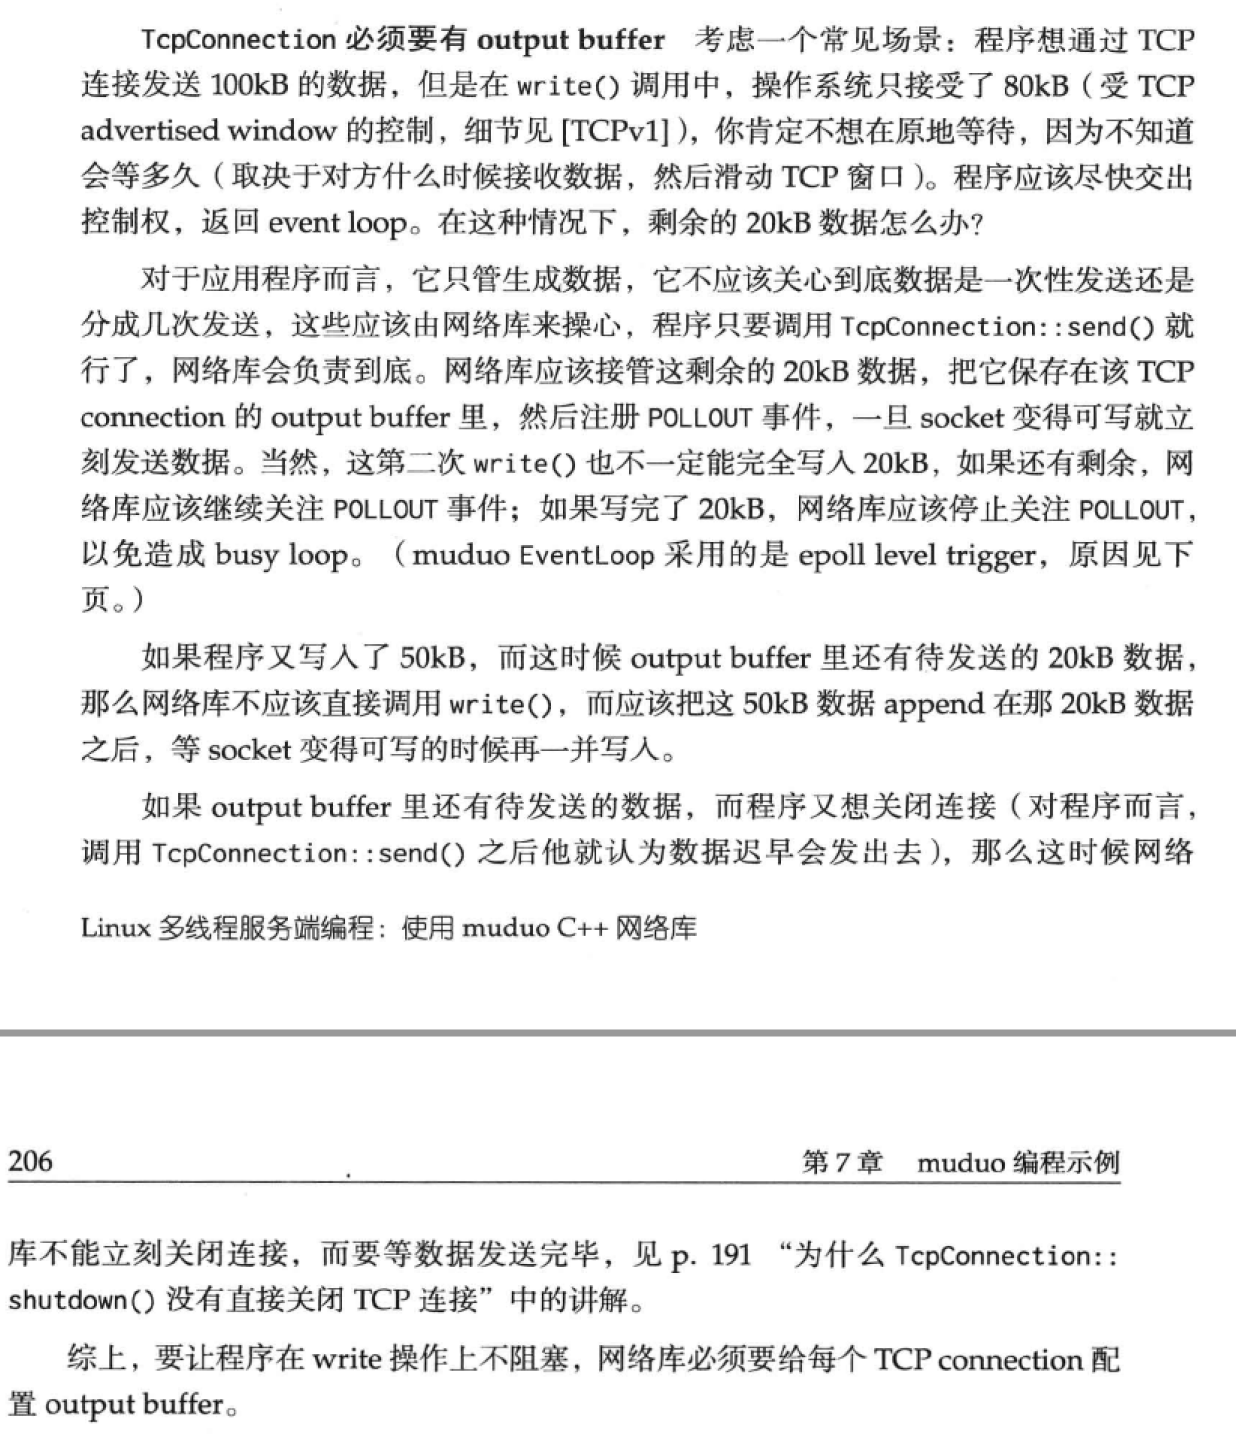 TcpConnection 必须要有 output buffer 考虑一个常见场景：程序想通过 TCP
连接发送 100kB 的数据，但是在 write() 调用中，操作系统只接受了 80kB（受 TCP
advertised window 的控制，细节见 [TCPv1]），你肯定不想在原地等待，因为不知道
会等多久（取决于对方什么时候接收数据，然后滑动 TCP 窗口）。程序应该尽快交出
控制权，返回 event loop。在这种情况下，剩余的 20kB 数据怎么办？
对于应用程序而言，它只管生成数据，它不应该关心到底数据是一次性发送还是
分成几次发送，这些应该由网络库来操心，程序只要调用 TcpConnection::send() 就
行了，网络库会负责到底。网络库应该接管这剩余的 20kB 数据，把它保存在该 TCP
connection 的 output buffer 里，然后注册 POLLOUT 事件，一旦 socket 变得可写就立
刻发送数据。当然，这第二次 write() 也不一定能完全写入 20kB，如果还有剩余，网
络库应该继续关注 POLLOUT 事件；如果写完了 20kB，网络库应该停止关注 POLLOUT，
以免造成 busy loop。（muduo EventLoop 采用的是 epoll level trigger，原因见下
页。）
如果程序又写入了 50kB，而这时候 output buffer 里还有待发送的 20kB 数据，
那么网络库不应该直接调用 write()，而应该把这 50kB 数据 append 在那 20kB 数据
之后，等 socket 变得可写的时候再一并写入。
如果 output buffer 里还有待发送的数据，而程序又想关闭连接（对程序而言，
调用 TcpConnection::send() 之后他就认为数据迟早会发出去），那么这时候网络
Linux 多线程服务端编程：使用 muduo C++ 网络库
206 第 7 章 muduo 编程示例
库不能立刻关闭连接，而要等数据发送完毕，见 p. 191 “为什么 TcpConnection::
shutdown() 没有直接关闭 TCP 连接”中的讲解。
综上，要让程序在 write 操作上不阻塞，网络库必须要给每个 TCP connection 配
置 output buffer。